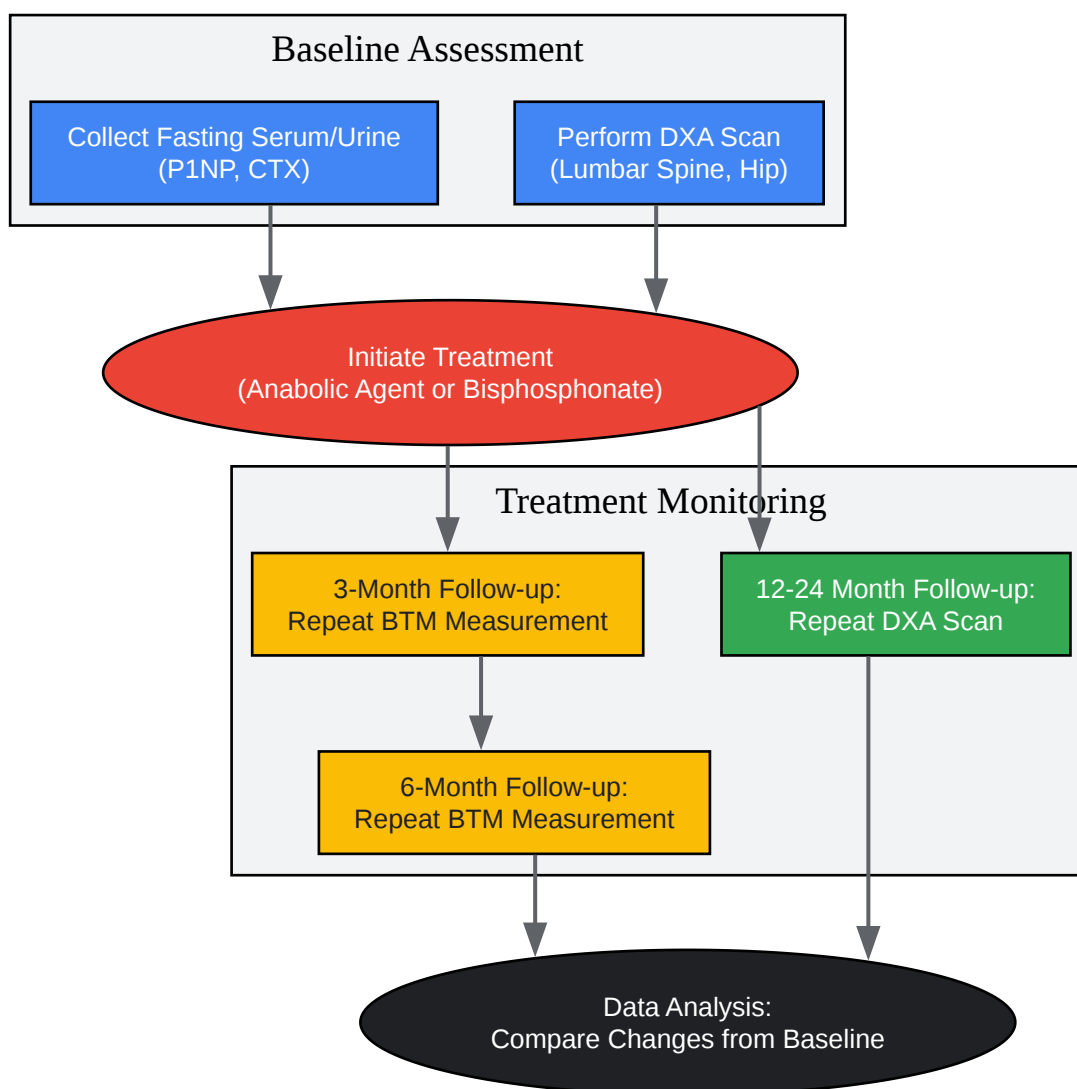 Baseline Assessment
Collect Fasting Serum/Urine
(P1NP, CTX)
Perform DXA Scan
(Lumbar Spine, Hip)
Initiate Treatment
(Anabolic Agent or Bisphosphonate)
Treatment Monitoring
3-Month Follow-up:
Repeat BTM Measurement
12-24 Month Follow-up:
Repeat DXA Scan
6-Month Follow-up:
Repeat BTM Measurement
Data Analysis:
Compare Changes from Baseline